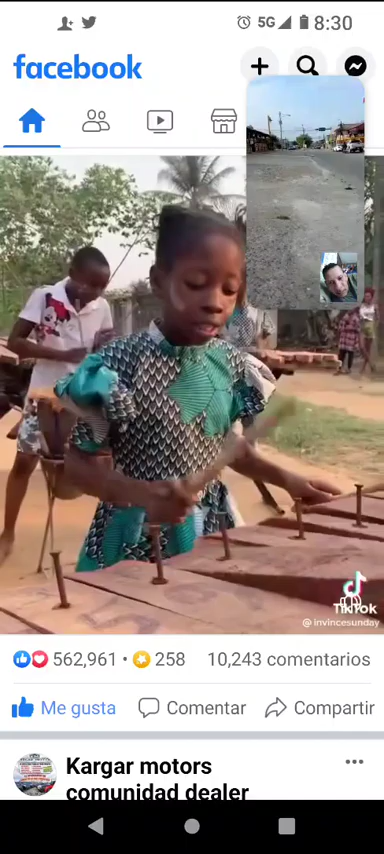 5G 8:30
facebook
TikTok
@invincesunday
562,961 • 258 10,243 comentarios
Me gusta Comentar Compartir
Kargar motors
comunidad dealer